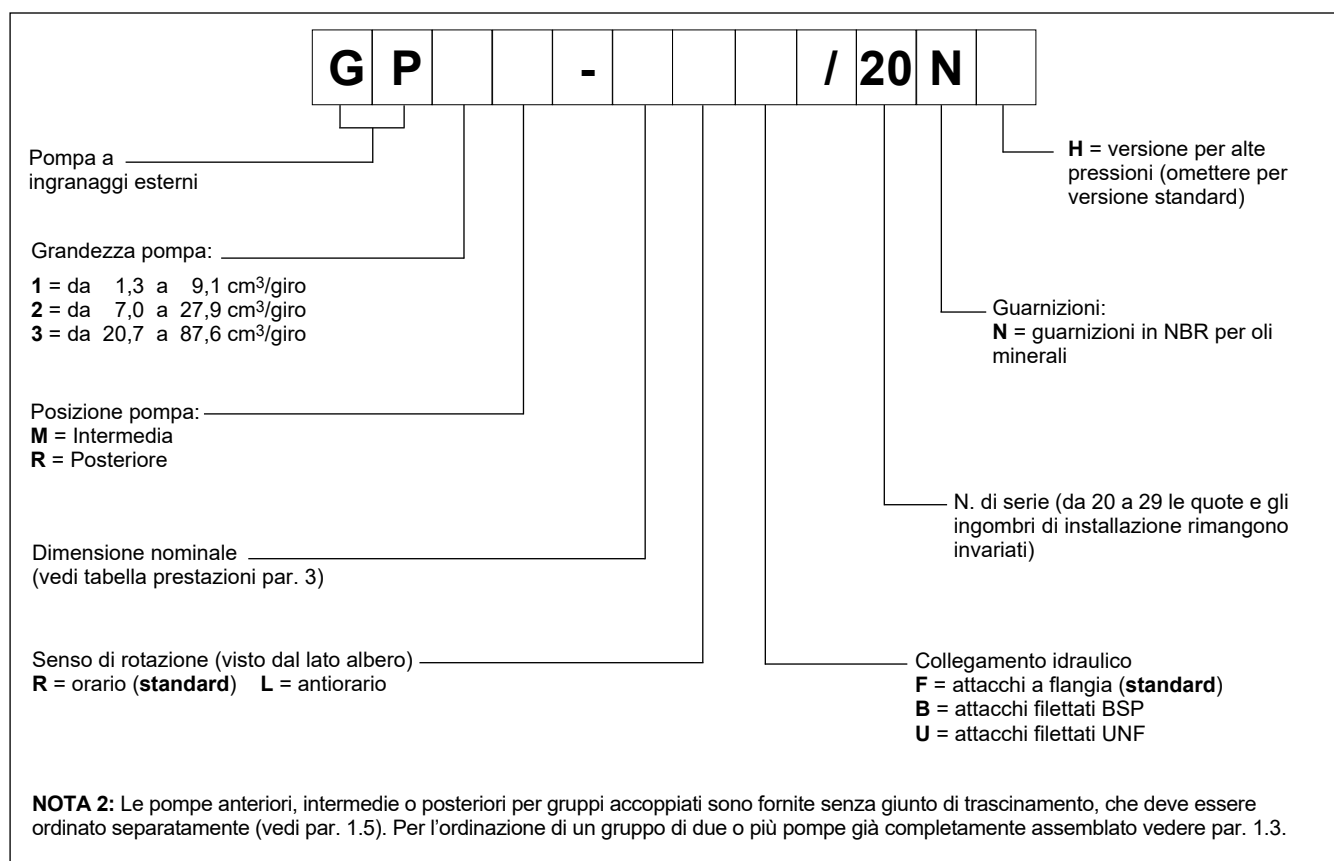 G P - / 20 N
Pompa a
ingranaggi esterni
H = versione per alte
pressioni (omettere per
versione standard)
Grandezza pompa:
1 = da 1,3 a 9,1 cm³/giro
2 = da 7,0 a 27,9 cm³/giro
3 = da 20,7 a 87,6 cm³/giro
Guarnizioni:
N = guarnizioni in NBR per oli
minerali
Posizione pompa:
M = Intermedia
R = Posteriore
N. di serie (da 20 a 29 le quote e gli
ingombri di installazione rimangono
invariati)
Dimensione nominale
(vedi tabella prestazioni par. 3)
Senso di rotazione (visto dal lato albero)
R = orario (standard) L = antiorario
Collegamento idraulico
F = attacchi a flangia (standard)
B = attacchi filettati BSP
U = attacchi filettati UNF
NOTA 2: Le pompe anteriori, intermedie o posteriori per gruppi accoppiati sono fornite senza giunto di trascinamento, che deve essere
ordinato separatamente (vedi par. 1.5). Per l'ordinazione di un gruppo di due o più pompe già completamente assemblato vedere par. 1.3.